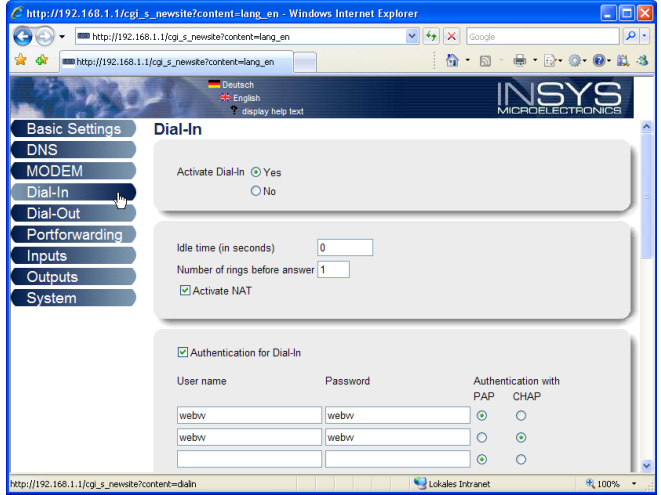 http://192.168.1.1/cgi_s_newsite?content=lang_en - Windows Internet Explorer
http://192.168.1.1/cgi_s_newsite?content=lang_en
Google
http://192.168.1.1/cgi_s_newsite?content=lang_en
Deutsch
English
? display help text
INSYS
MICROELECTRONICS
Basic Settings
DNS
MODEM
Dial-In
Dial-Out
Portforwarding
Inputs
Outputs
System
Dial-In
Activate Dial-In Yes
No
Idle time (in seconds) 0
Number of rings before answer 1
Activate NAT
Authentication for Dial-In
User name Password Authentication with
PAP CHAP
webvv webvv
webvv webvv
http://192.168.1.1/cgi_s_newsite?content=dialin Lokales Intranet 100%